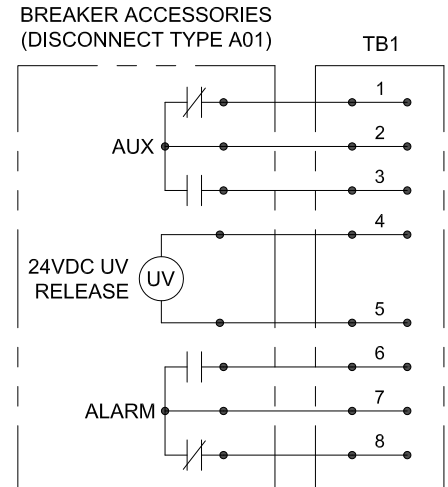 BREAKER ACCESSORIES
(DISCONNECT TYPE A01)
TB1
1
AUX
2
3
4
24VDC UV
RELEASE
UV
5
6
ALARM
7
8